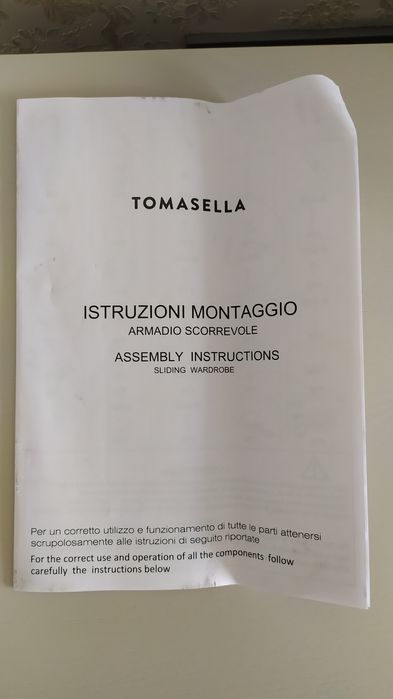 TOMASELLA
ISTRUZIONI MONTAGGIO
ARMADIO SCORREVOLE
ASSEMBLY INSTRUCTIONS
SLIDING WARDROBE
Per un corretto utilizzo e funzionamento di tutte le parti attenersi
scrupolosamente alle istruzioni di seguito riportate
For the correct use and operation of all the components follow
carefully the instructions below